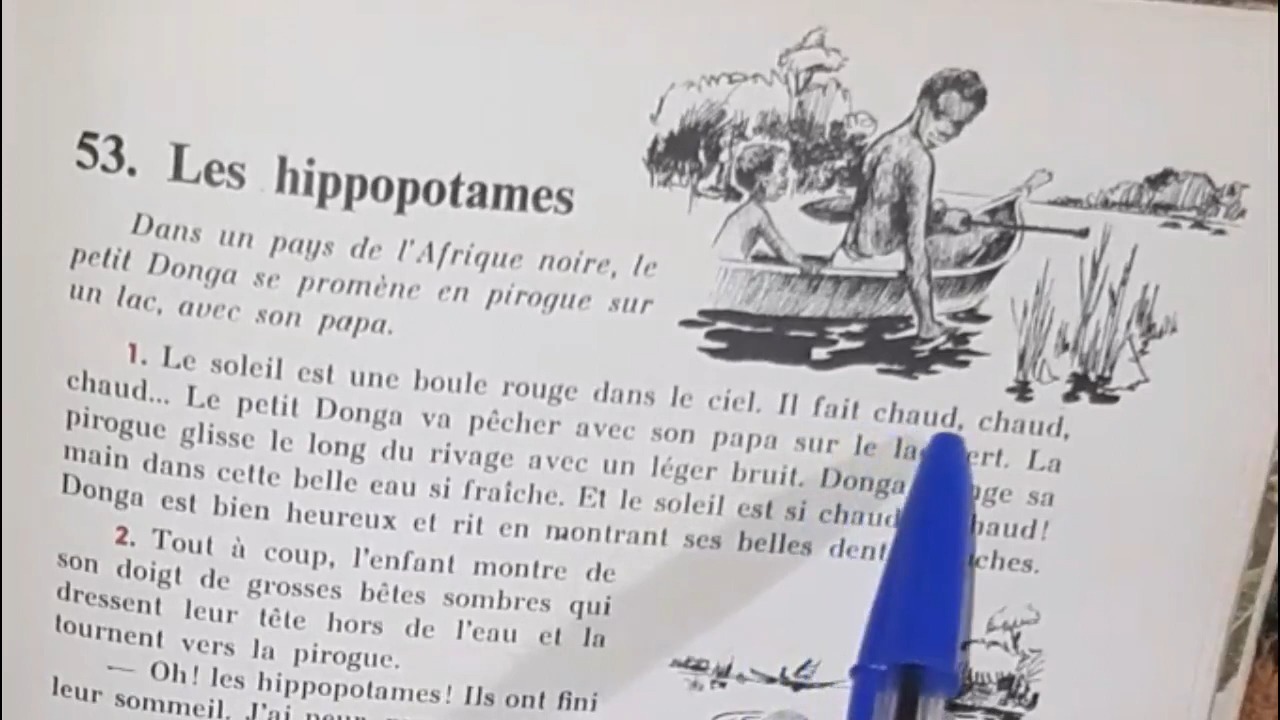 53. Les hippopotames
Dans un pays de l'Afrique noire, le
petit Donga se promène en pirogue sur
un lac, avec son papa.
1. Le soleil est une boule rouge dans le ciel. Il fait chaud, chaud,
chaud... Le petit Donga va pêcher avec son papa sur le La
pirogue glisse le long du rivage avec un léger bruit. Donga sa
main dans cette belle eau si fraîche. Et le soleil est si chaud
Donga est bien heureux et rit en montrant ses belles
2. Tout à coup, l'enfant montre de
son doigt de grosses bêtes sombres qui
dressent leur tête hors de l'eau et la
tournent vers la pirogue.
— Oh! les hippopotames! Ils ont fini
leur sommeil. J'ai